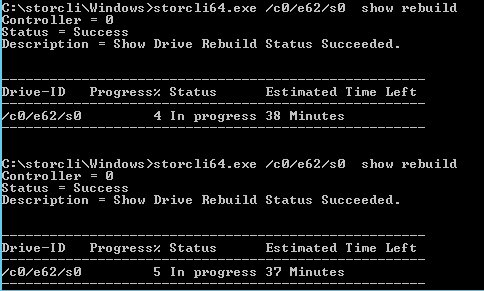 C:\storcli\Windows>storcli64.exe /c0/e62/s0  show rebuild
Controller = 0
Status = Success
Description = Show Drive Rebuild Status Succeeded.
-----------------------------------------------------
Drive-ID   Progress% Status      Estimated Time Left
-----------------------------------------------------
/c0/e62/s0         4 In progress 38 Minutes
-----------------------------------------------------
C:\storcli\Windows>storcli64.exe /c0/e62/s0  show rebuild
Controller = 0
Status = Success
Description = Show Drive Rebuild Status Succeeded.
-----------------------------------------------------
Drive-ID   Progress% Status      Estimated Time Left
-----------------------------------------------------
/c0/e62/s0         5 In progress 37 Minutes
-----------------------------------------------------